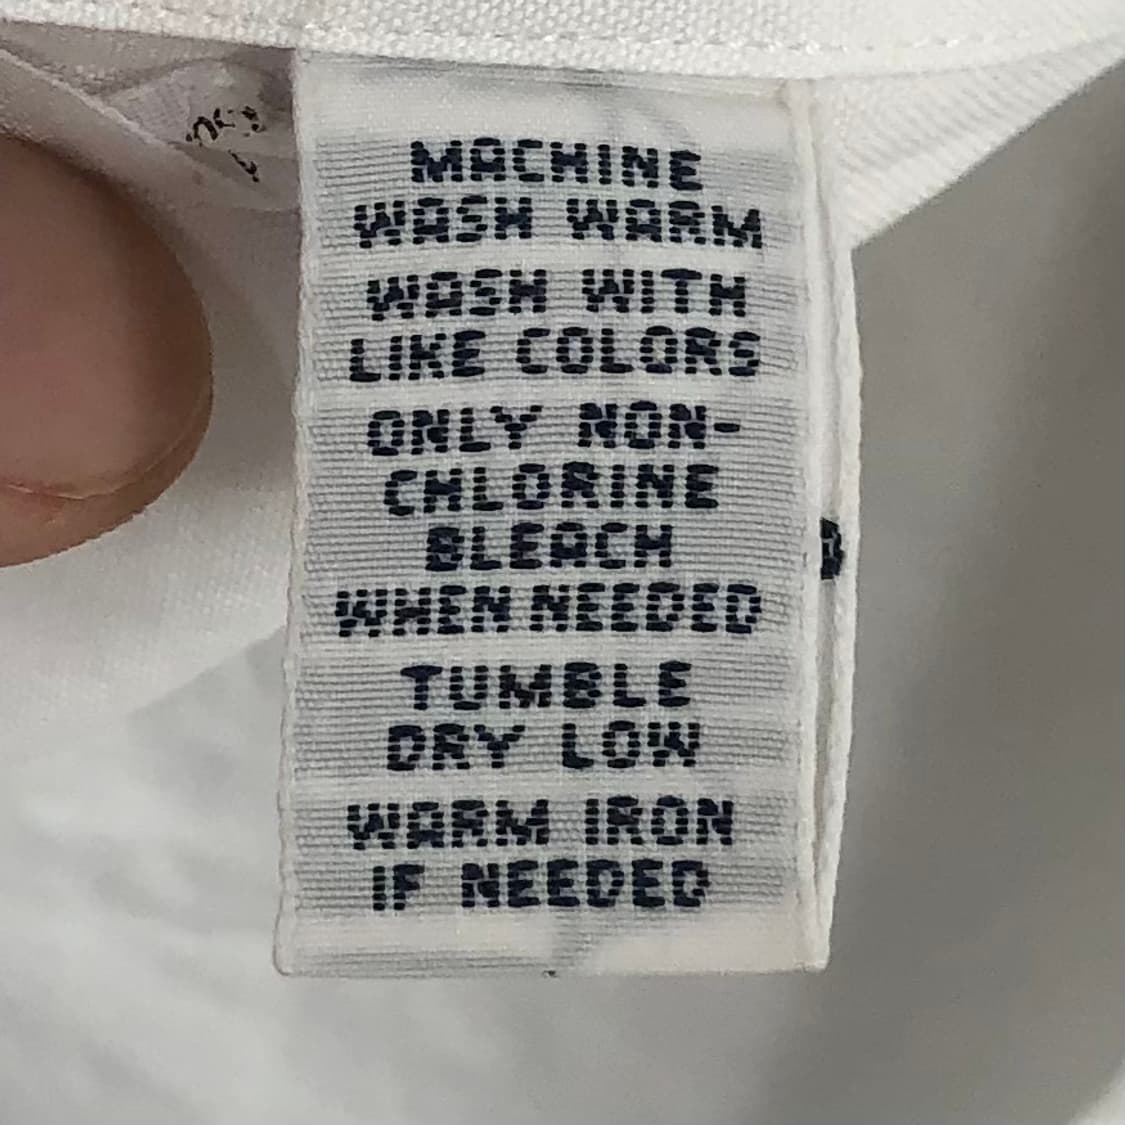 MACHINE
WASH WARM
WASH WITH
LIKE COLORS
ONLY NON-
CHLORINE
BLEACH
WHEN NEEDED
TUMBLE
DRY LOW
WARM IRON
IF NEEDED